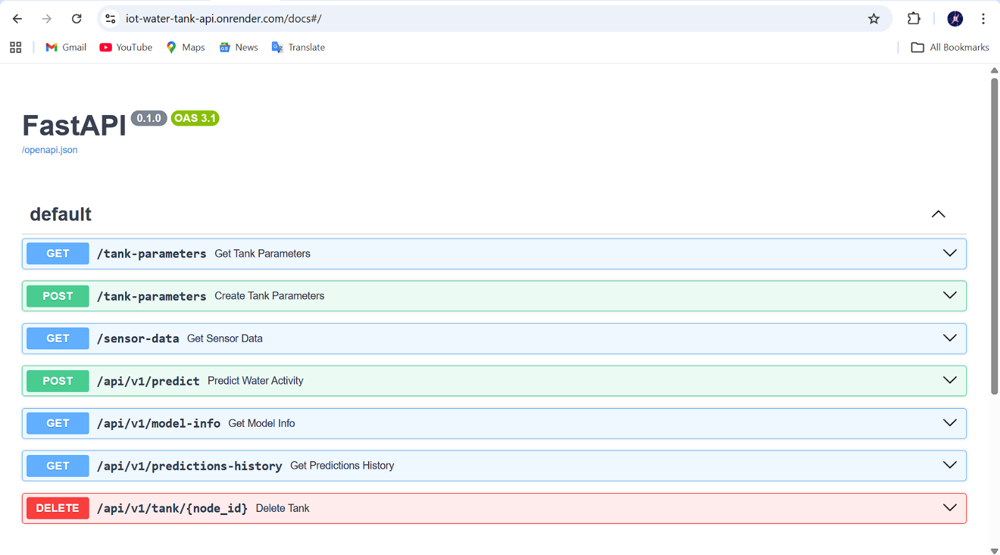 iot-water-tank-api.onrender.com/docs#/
Gmail YouTube Maps News Translate All Bookmarks
FastAPI 0.1.0 OAS 3.1
/openapi.json
default
GET /tank-parameters Get Tank Parameters
POST /tank-parameters Create Tank Parameters
GET /sensor-data Get Sensor Data
POST /api/v1/predict Predict Water Activity
GET /api/v1/model-info Get Model Info
GET /api/v1/predictions-history Get Predictions History
DELETE /api/v1/tank/{node_id} Delete Tank